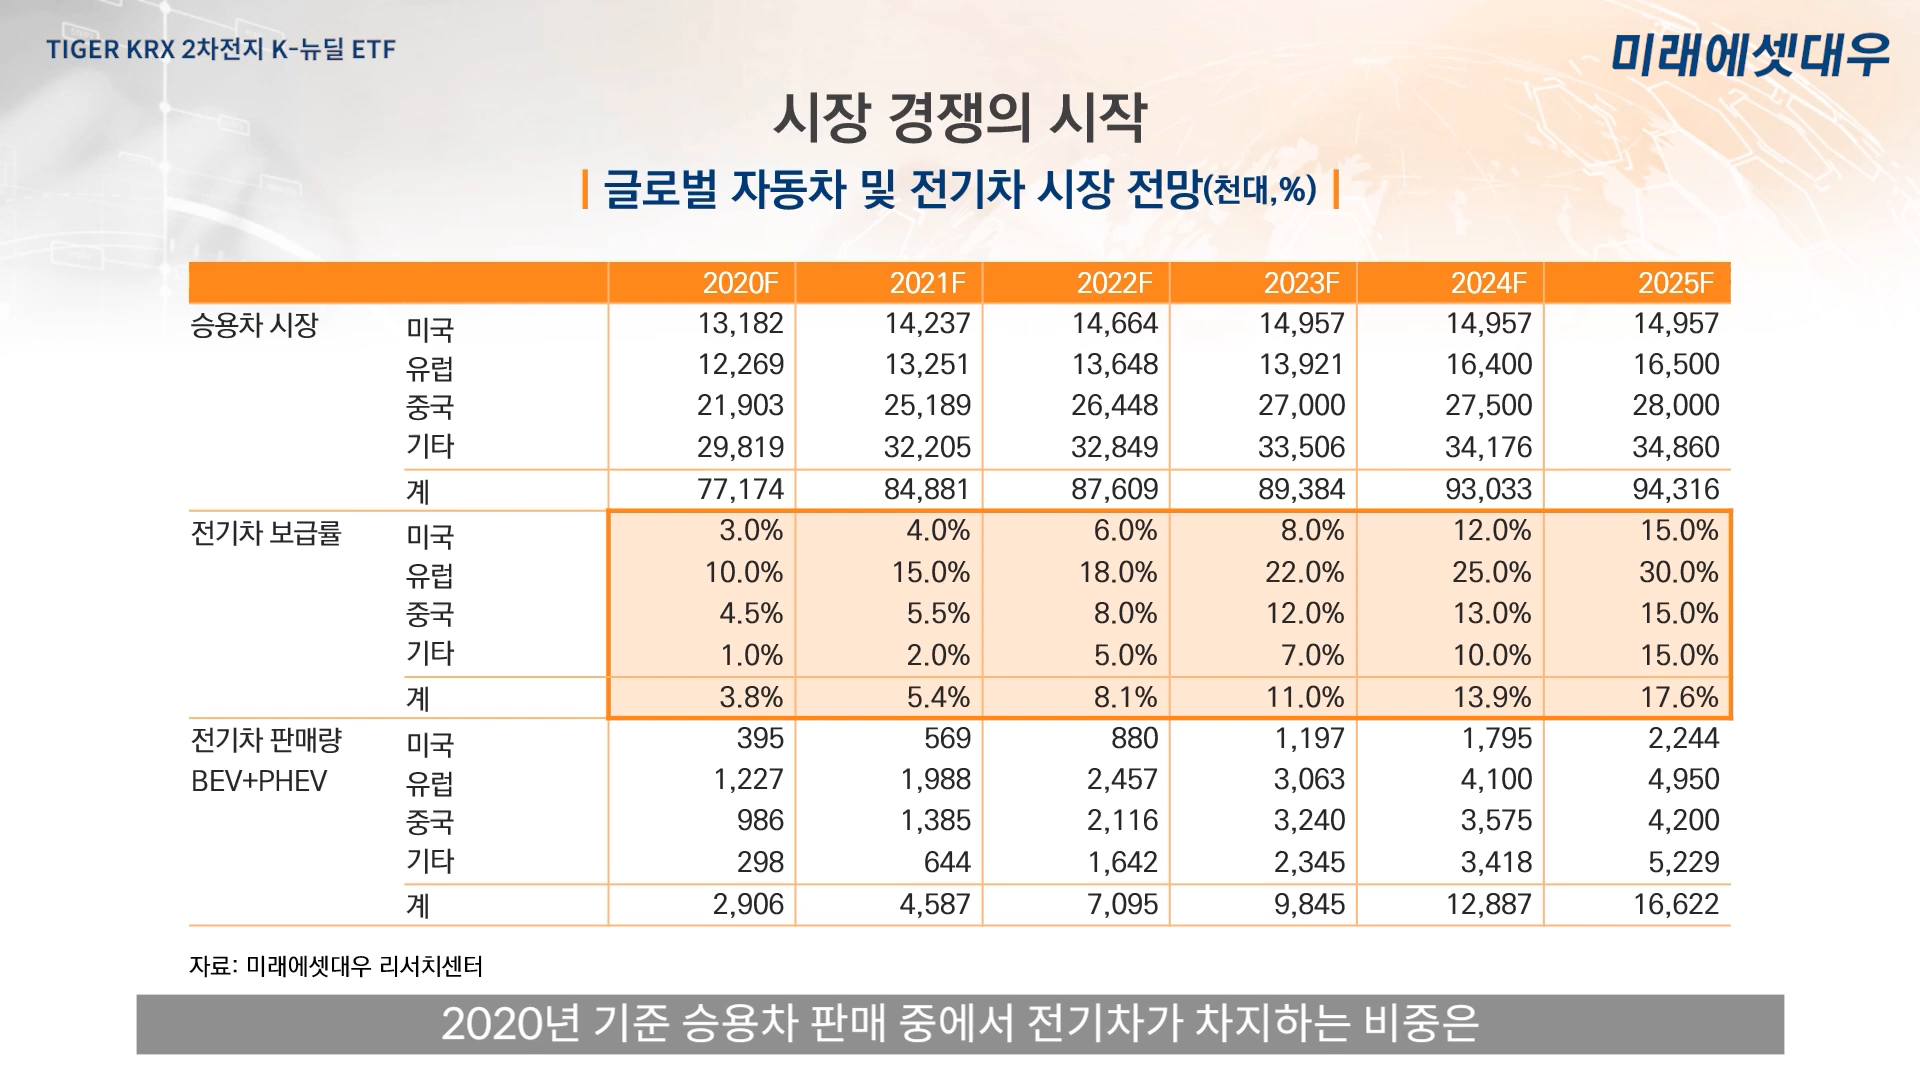 TIGER KRX 2차전지 K-뉴딜 ETF
미래에셋대우
시장 경쟁의 시작
글로벌 자동차 및 전기차 시장 전망(천대,%)
2020F 2021F 2022F 2023F 2024F 2025F
승용차 시장 미국 13,182 14,237 14,664 14,957 14,957 14,957
유럽 12,269 13,251 13,648 13,921 16,400 16,500
중국 21,903 25,189 26,448 27,000 27,500 28,000
기타 29,819 32,205 32,849 33,506 34,176 34,860
계 77,174 84,881 87,609 89,384 93,033 94,316
전기차 보급률 미국 3.0% 4.0% 6.0% 8.0% 12.0% 15.0%
유럽 10.0% 15.0% 18.0% 22.0% 25.0% 30.0%
중국 4.5% 5.5% 8.0% 12.0% 13.0% 15.0%
기타 1.0% 2.0% 5.0% 7.0% 10.0% 15.0%
계 3.8% 5.4% 8.1% 11.0% 13.9% 17.6%
전기차 판매량 미국 395 569 880 1,197 1,795 2,244
BEV+PHEV 유럽 1,227 1,988 2,457 3,063 4,100 4,950
중국 986 1,385 2,116 3,240 3,575 4,200
기타 298 644 1,642 2,345 3,418 5,229
계 2,906 4,587 7,095 9,845 12,887 16,622
자료: 미래에셋대우 리서치센터
2020년 기준 승용차 판매 중에서 전기차가 차지하는 비중은